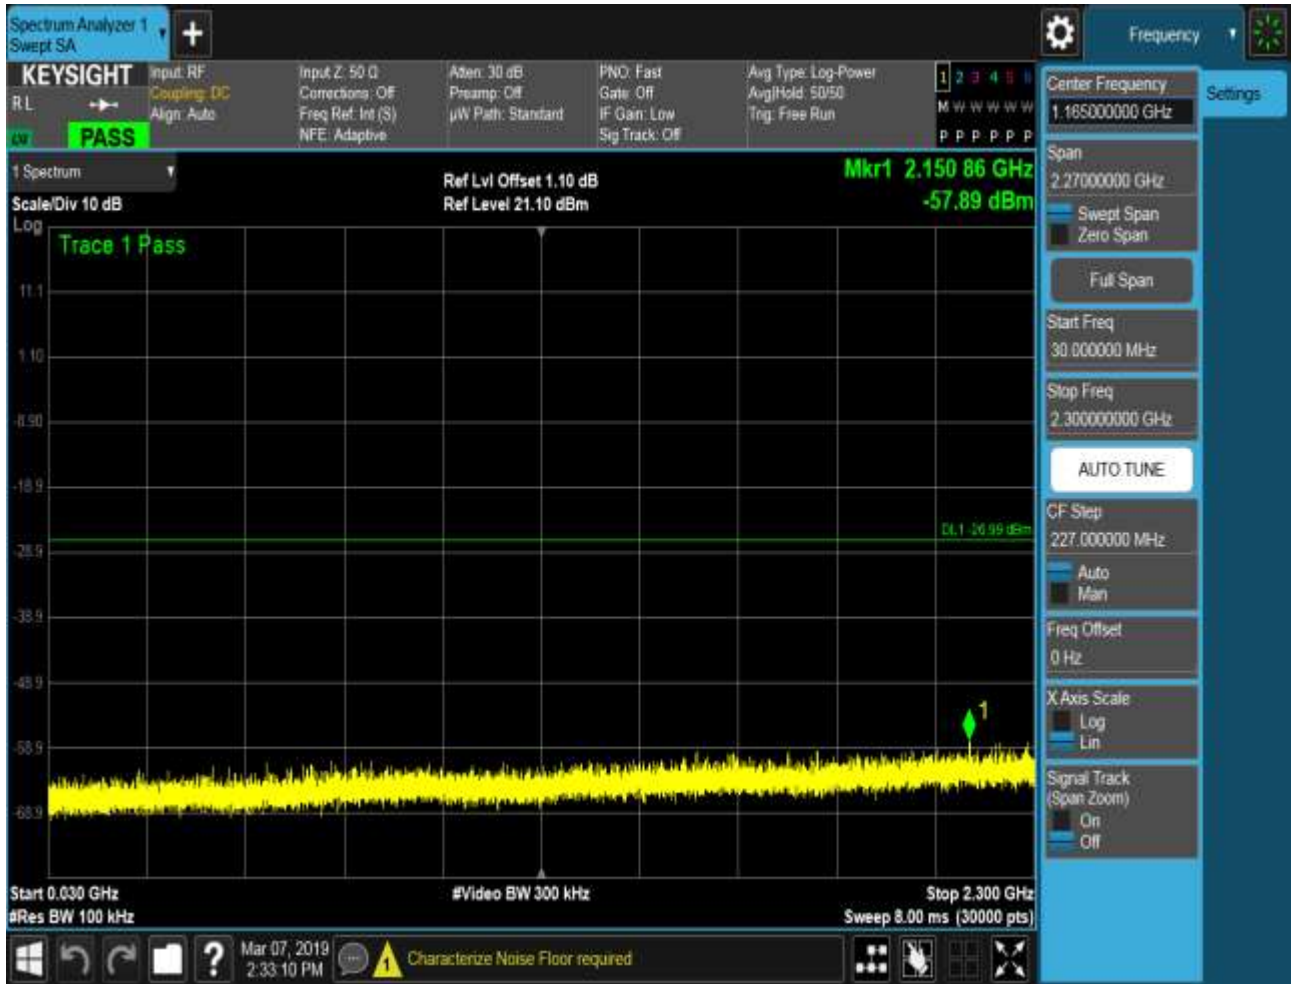 Spectrum Analyzer 1
Swept SA
+
Frequency
KEYSIGHT
R L
PASS
Input: RF
Coupling: DC
Align: Auto
Input Z: 50 Ω
Corrections: Off
Freq Ref: Int (S)
NFE: Adaptive
Atten: 30 dB
Preamp: Off
µW Path: Standard
PNO: Fast
Gate: Off
IF Gain: Low
Sig Track: Off
Avg Type: Log-Power
Avg|Hold: 50/50
Trig: Free Run
1 2 3 4 5 6
M W W W W W
P P P P P P
1 Spectrum
Scale/Div 10 dB
Log
Ref Lvl Offset 1.10 dB
Ref Level 21.10 dBm
Mkr1 2.150 86 GHz
-57.89 dBm
Trace 1 Pass
11.1
1.10
-8.90
-18.9
DL1 -26.99 dBm
-28.9
-38.9
-48.9
1
-58.9
-68.9
Start 0.030 GHz
#Res BW 100 kHz
#Video BW 300 kHz
Stop 2.300 GHz
Sweep 8.00 ms (30000 pts)
Center Frequency
1.165000000 GHz
Settings
Span
2.27000000 GHz
Swept Span
Zero Span
Full Span
Start Freq
30.000000 MHz
Stop Freq
2.300000000 GHz
AUTO TUNE
CF Step
227.000000 MHz
Auto
Man
Freq Offset
0 Hz
X Axis Scale
Log
Lin
Signal Track
(Span Zoom)
On
Off
?
Mar 07, 2019
2:33:10 PM
1
Characterize Noise Floor required